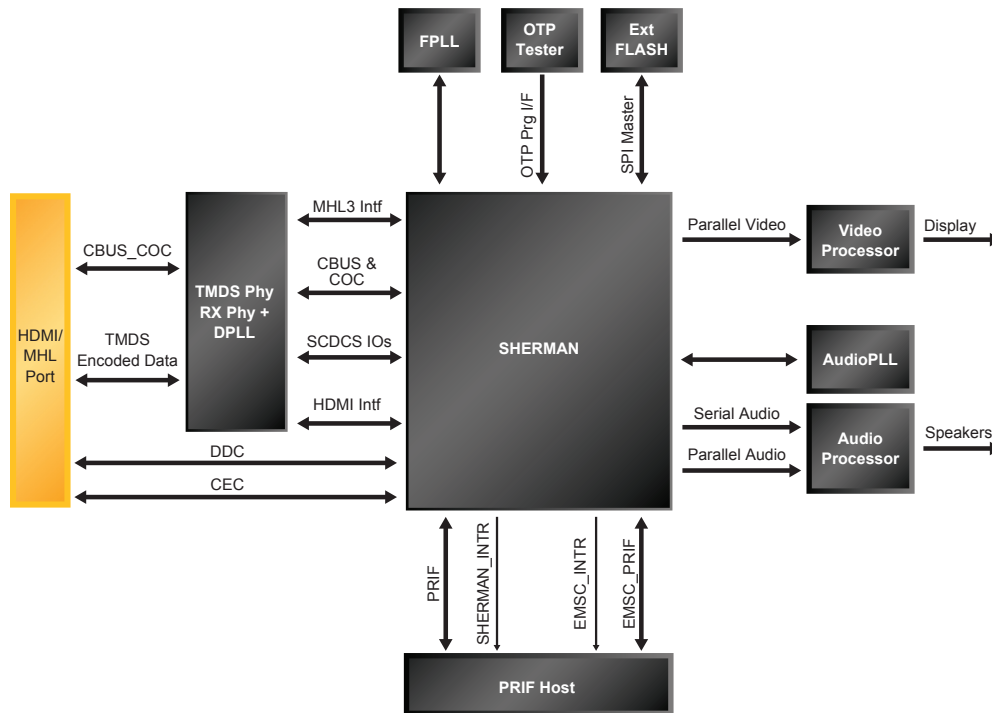 FPLL
OTP
Tester
Ext
FLASH
OTP Prg I/F
SPI Master
HDMI/
MHL
Port
CBUS_COC
TMDS
Encoded Data
TMDS Phy
RX Phy +
DPLL
MHL3 Intf
CBUS &
COC
SCDCS IOs
HDMI Intf
DDC
CEC
SHERMAN
Parallel Video
Video
Processor
Display
AudioPLL
Serial Audio
Parallel Audio
Audio
Processor
Speakers
PRIF
SHERMAN_INTR
EMSC_INTR
EMSC_PRIF
PRIF Host